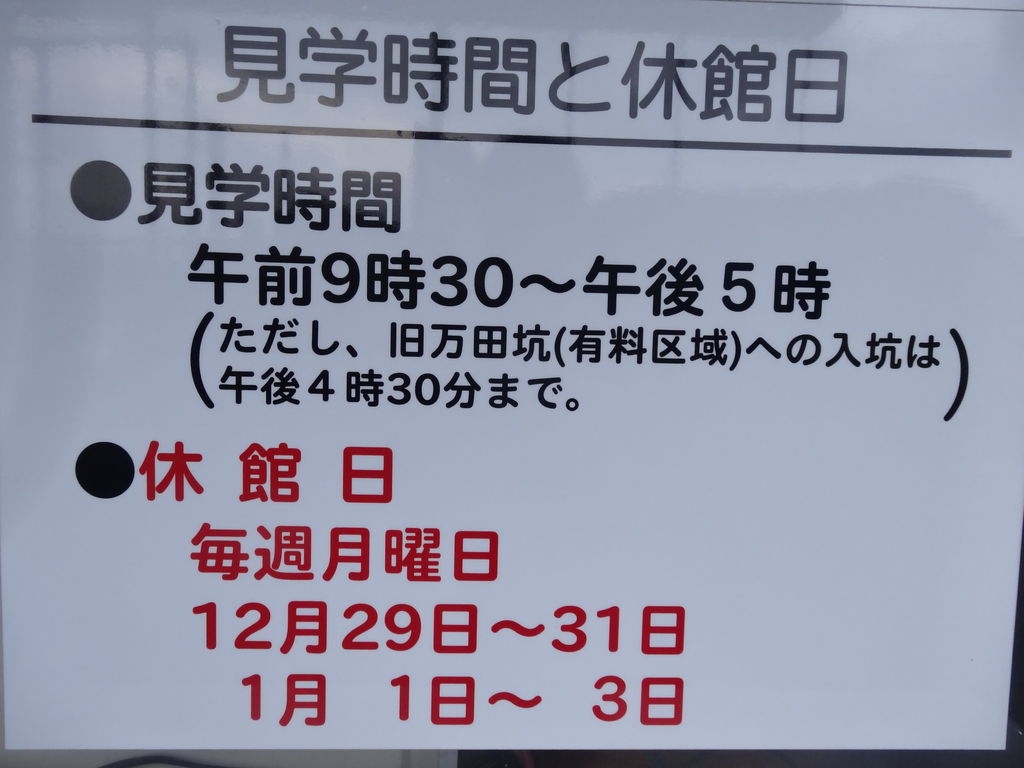 見学時間と休館日
●見学時間
午前9時30～午後５時
(ただし、旧万田坑(有料区域)への入坑は
午後４時30分まで。)
●休館日
毎週月曜日
12月29日～31日
1月 1日～ 3日